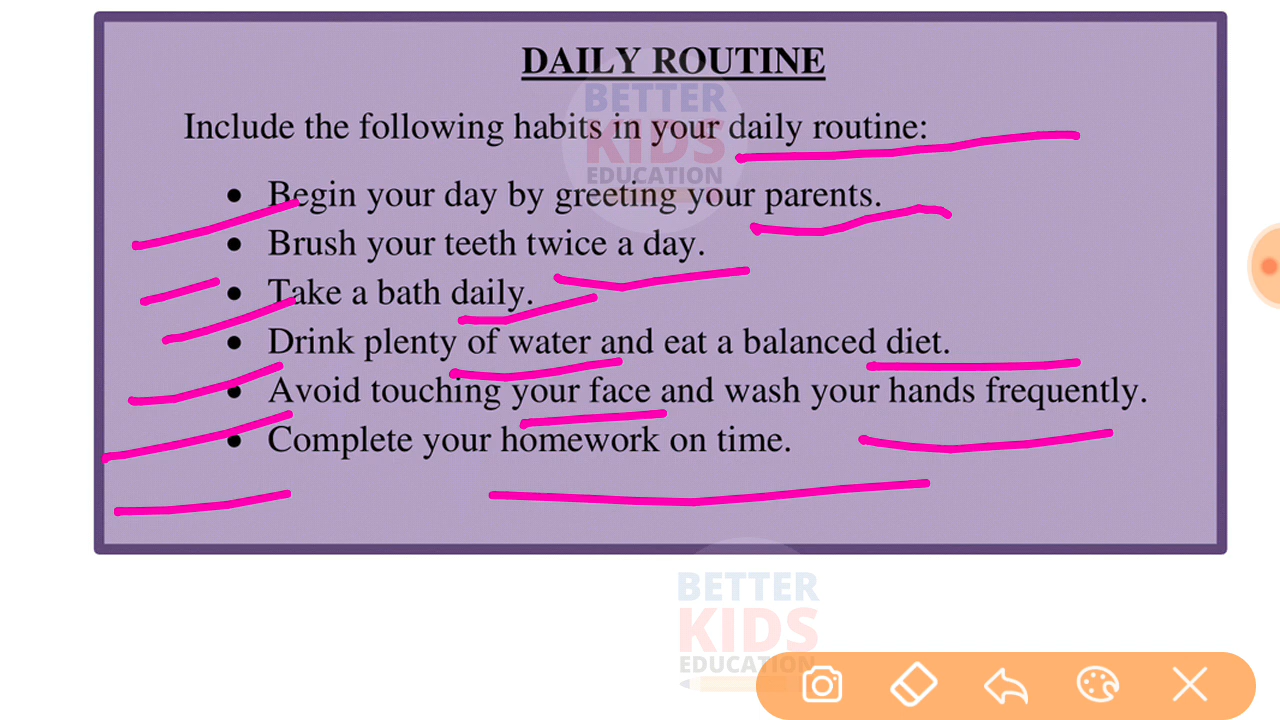 DAILY ROUTINE
Include the following habits in your daily routine:
• Begin your day by greeting your parents.
• Brush your teeth twice a day.
• Take a bath daily.
• Drink plenty of water and eat a balanced diet.
• Avoid touching your face and wash your hands frequently.
• Complete your homework on time.
BETTER
KIDS
EDUCATION
BETTER
KIDS
EDUCATION